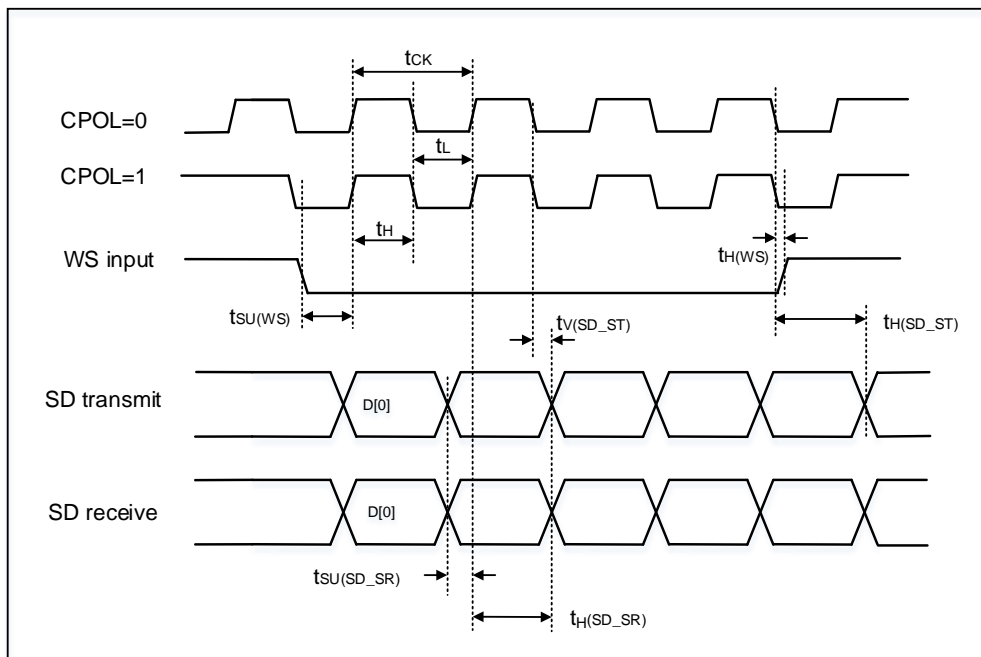 tCK
CPOL=0
tL
CPOL=1
tH
WS input
tH(WS)
tSU(WS)
tV(SD_ST)
tH(SD_ST)
SD transmit
D[0]
SD receive
D[0]
tSU(SD_SR)
tH(SD_SR)